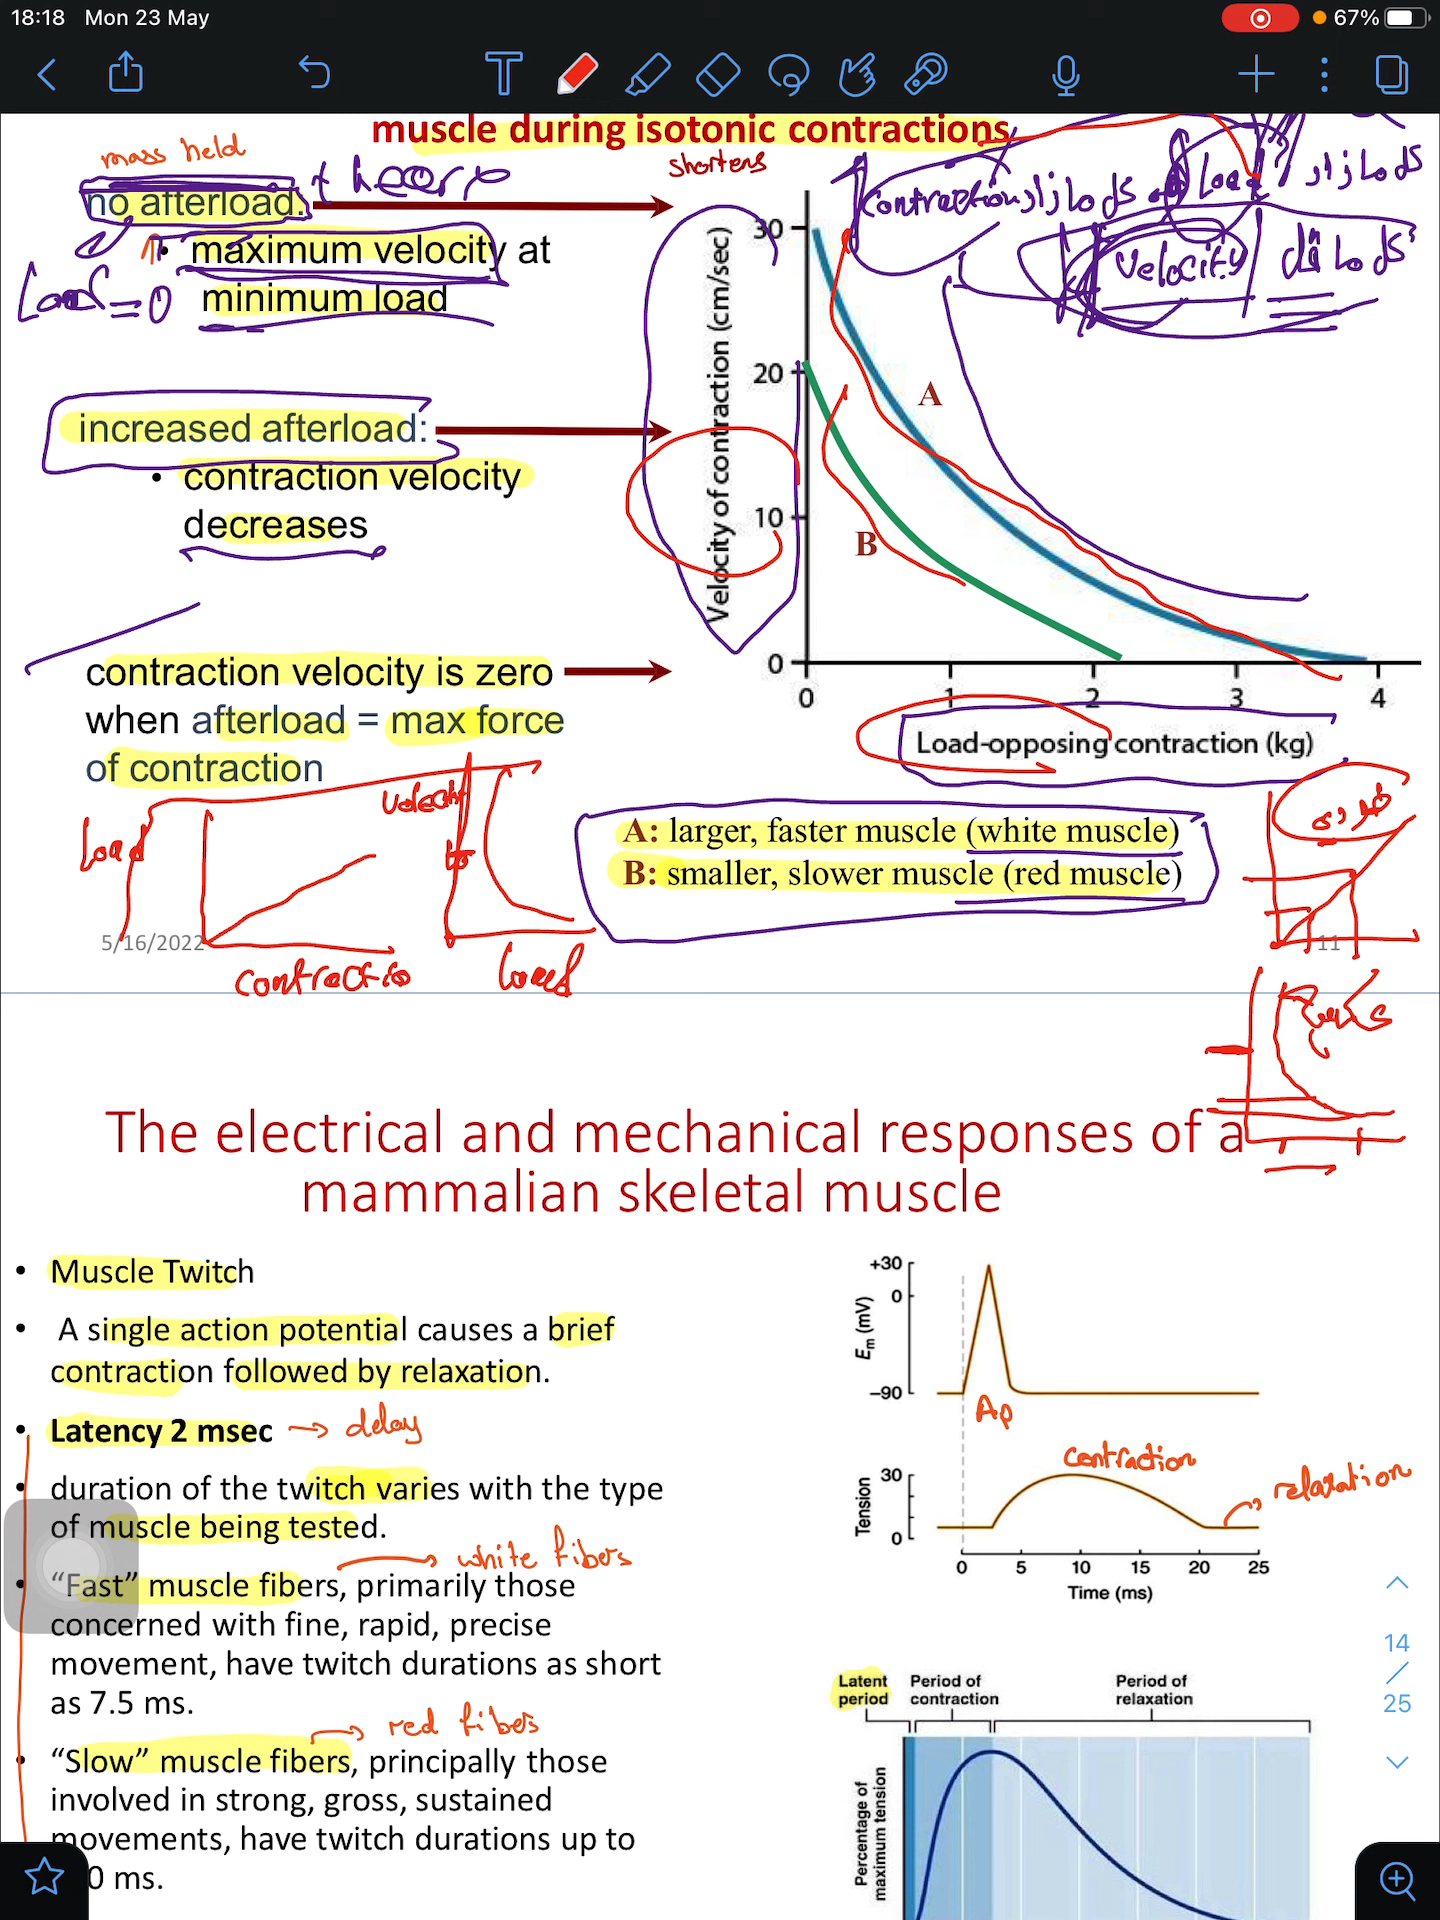 18:18 Mon 23 May
67%
muscle during isotonic contractions
mass held
shortens
no afterload:
maximum velocity at
minimum load
Load = 0
increased afterload:
contraction velocity
decreases
contraction velocity is zero
when afterload = max force
of contraction
Velocity of contraction (cm/sec)
30
20
10
0
A
B
0 1 2 3 4
Load-opposing contraction (kg)
contraction
load
velocity
A: larger, faster muscle (white muscle)
B: smaller, slower muscle (red muscle)
load
load
5/16/2022
11
The electrical and mechanical responses of a
mammalian skeletal muscle
• Muscle Twitch
• A single action potential causes a brief
contraction followed by relaxation.
• Latency 2 msec → delay
• duration of the twitch varies with the type
of muscle being tested.
white fibers
• “Fast” muscle fibers, primarily those
concerned with fine, rapid, precise
movement, have twitch durations as short
as 7.5 ms.
red fibers
• “Slow” muscle fibers, principally those
involved in strong, gross, sustained
movements, have twitch durations up to
0 ms.
Em (mV)
+30
0
–90
Ap
contraction
relaxation
Tension
30
0
0 5 10 15 20 25
Time (ms)
Latent
period
Period of
contraction
Period of
relaxation
Percentage of
maximum tension
14
/
25